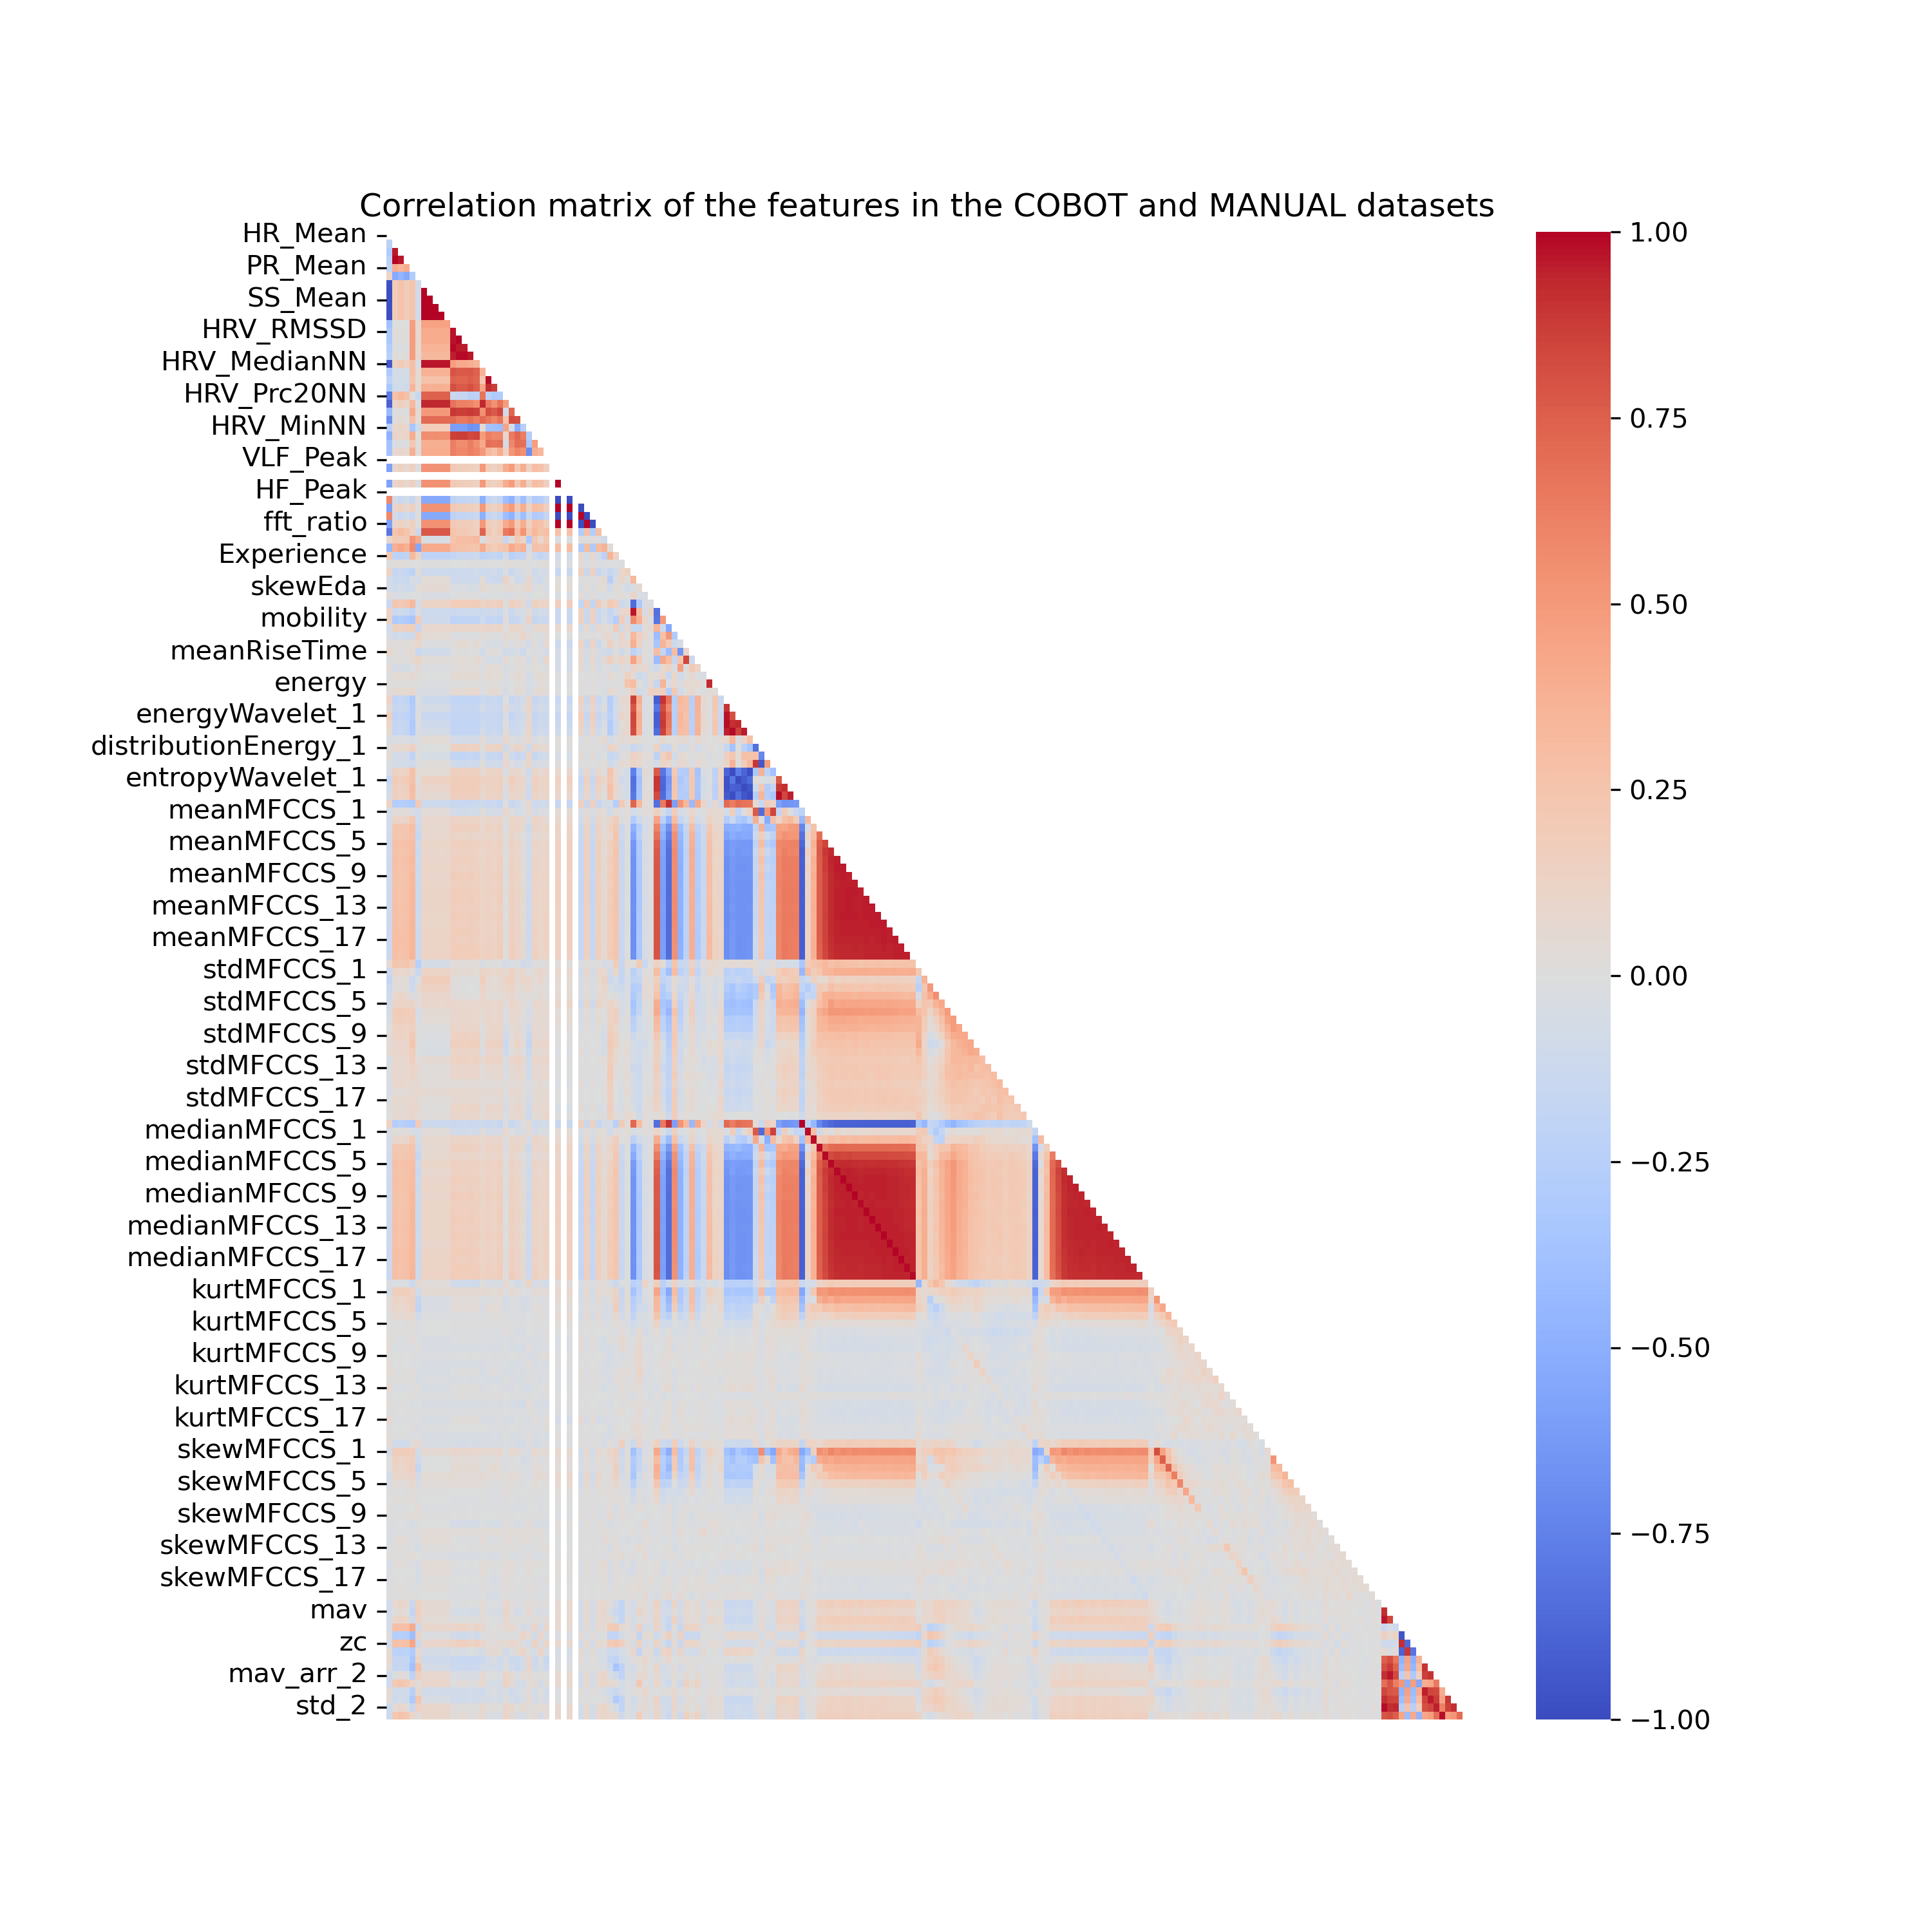 Correlation matrix of the features in the COBOT and MANUAL datasets
HR_Mean
PR_Mean
SS_Mean
HRV_RMSSD
HRV_MedianNN
HRV_Prc20NN
HRV_MinNN
VLF_Peak
HF_Peak
fft_ratio
Experience
skewEda
mobility
meanRiseTime
energy
energyWavelet_1
distributionEnergy_1
entropyWavelet_1
meanMFCCS_1
meanMFCCS_5
meanMFCCS_9
meanMFCCS_13
meanMFCCS_17
stdMFCCS_1
stdMFCCS_5
stdMFCCS_9
stdMFCCS_13
stdMFCCS_17
medianMFCCS_1
medianMFCCS_5
medianMFCCS_9
medianMFCCS_13
medianMFCCS_17
kurtMFCCS_1
kurtMFCCS_5
kurtMFCCS_9
kurtMFCCS_13
kurtMFCCS_17
skewMFCCS_1
skewMFCCS_5
skewMFCCS_9
skewMFCCS_13
skewMFCCS_17
mav
zc
mav_arr_2
std_2
1.00
0.75
0.50
0.25
0.00
−0.25
−0.50
−0.75
−1.00